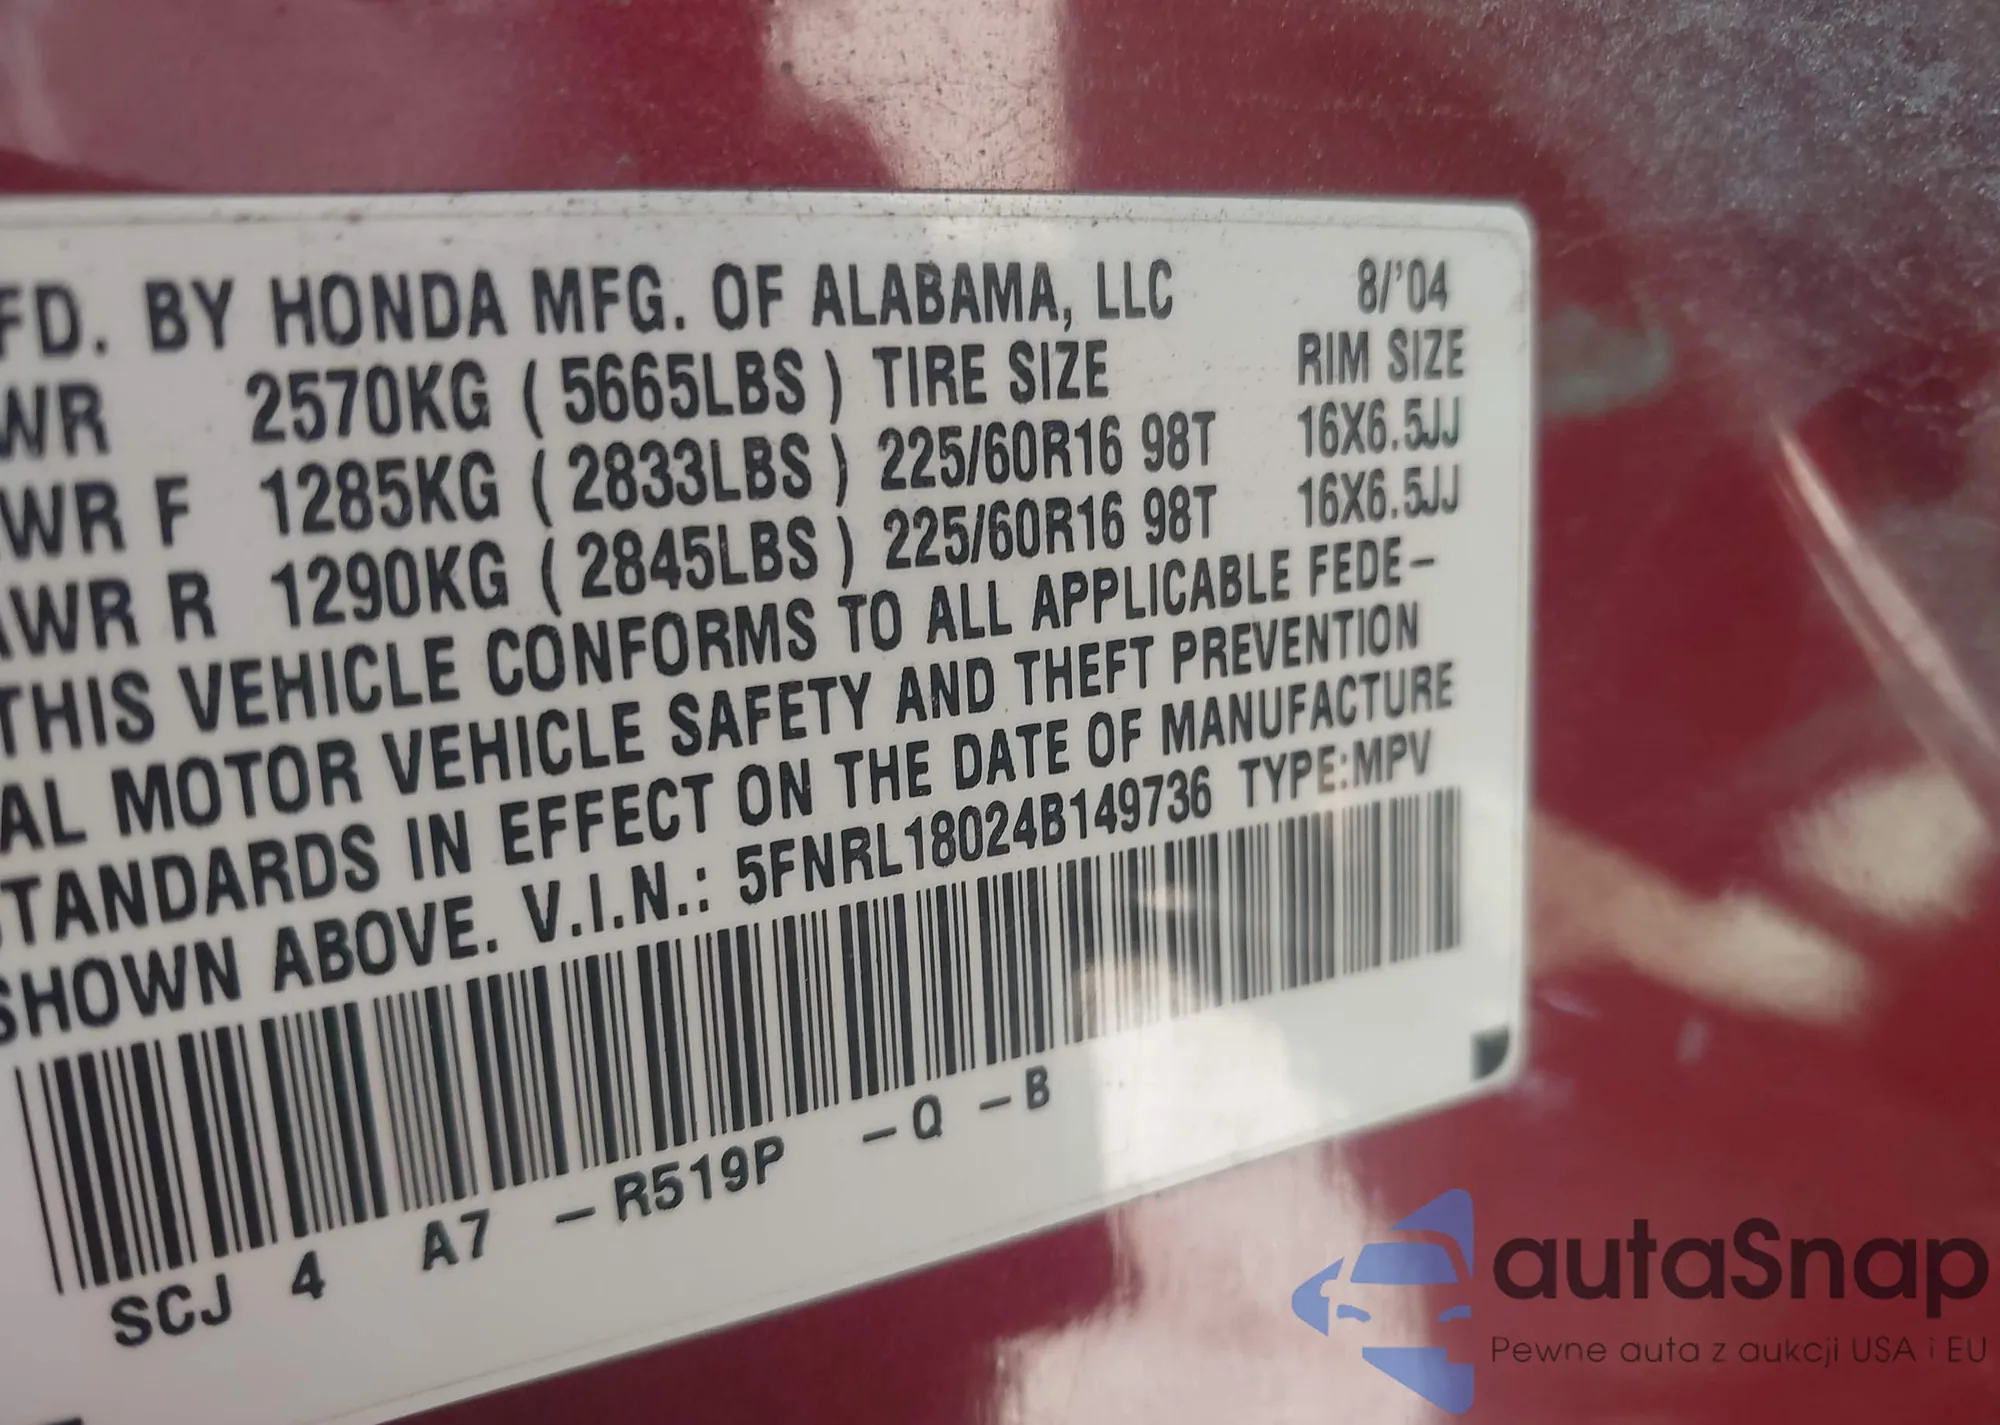 FD. BY HONDA MFG. OF ALABAMA, LLC 8/'04
WR 2570KG ( 5665LBS ) TIRE SIZE RIM SIZE
WR F 1285KG ( 2833LBS ) 225/60R16 98T 16X6.5JJ
AWR R 1290KG ( 2845LBS ) 225/60R16 98T 16X6.5JJ
THIS VEHICLE CONFORMS TO ALL APPLICABLE FEDE-
AL MOTOR VEHICLE SAFETY AND THEFT PREVENTION
STANDARDS IN EFFECT ON THE DATE OF MANUFACTURE
SHOWN ABOVE. V.I.N.: 5FNRL18024B149736 TYPE:MPV
SCJ 4 A7 -R519P -Q -B
autaSnap
Pewne auta z aukcji USA i EU